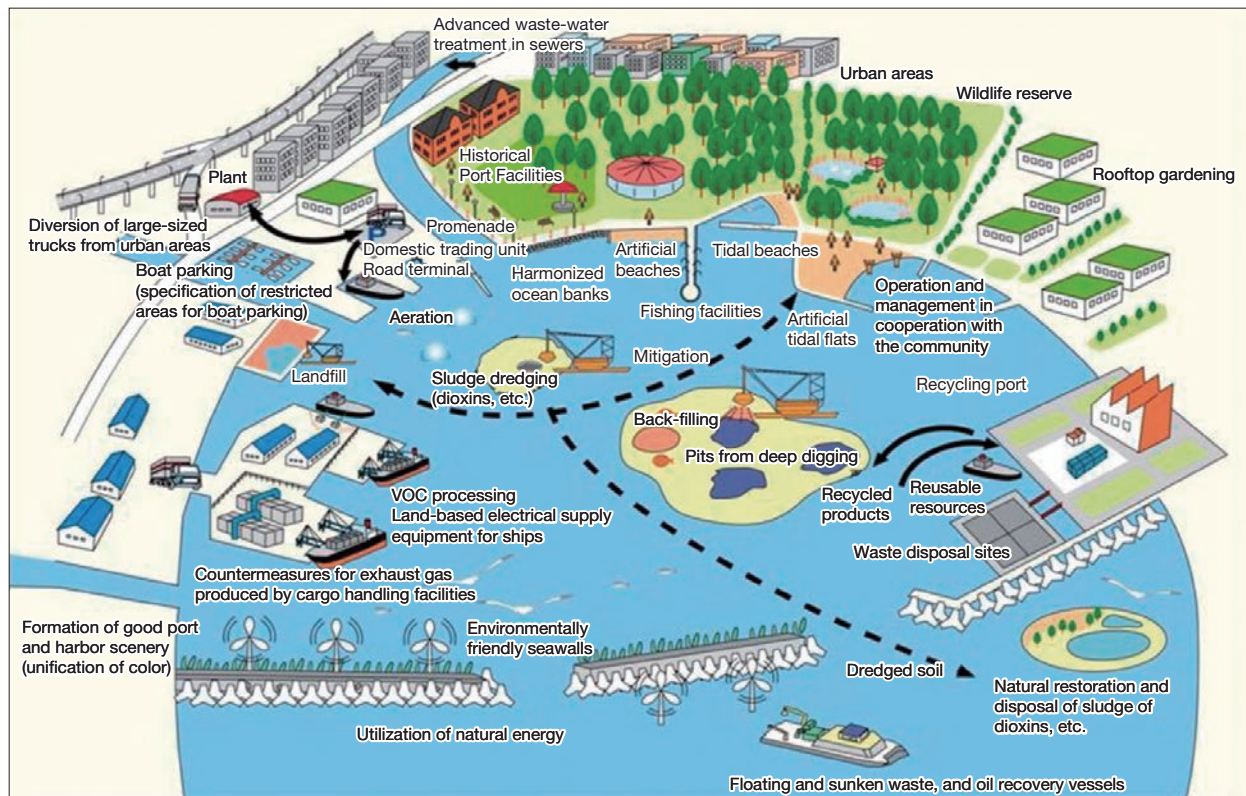 Advanced waste-water
treatment in sewers
Urban areas
Wildlife reserve
Historical
Port Facilities
Rooftop gardening
Plant
Diversion of large-sized
trucks from urban areas
P
Promenade
Domestic trading unit
Road terminal
Harmonized
ocean banks
Artificial
beaches
Tidal beaches
Boat parking
(specification of restricted
areas for boat parking)
Fishing facilities
Artificial
tidal flats
Operation and
management in
cooperation with
the community
Aeration
Landfill
Sludge dredging
(dioxins, etc.)
Mitigation
Recycling port
Back-filling
Pits from deep digging
Recycled
products
Reusable
resources
VOC processing
Land-based electrical supply
equipment for ships
Waste disposal sites
Countermeasures for exhaust gas
produced by cargo handling facilities
Formation of good port
and harbor scenery
(unification of color)
Environmentally
friendly seawalls
Dredged soil
Natural restoration and
disposal of sludge of
dioxins, etc.
Utilization of natural energy
Floating and sunken waste, and oil recovery vessels